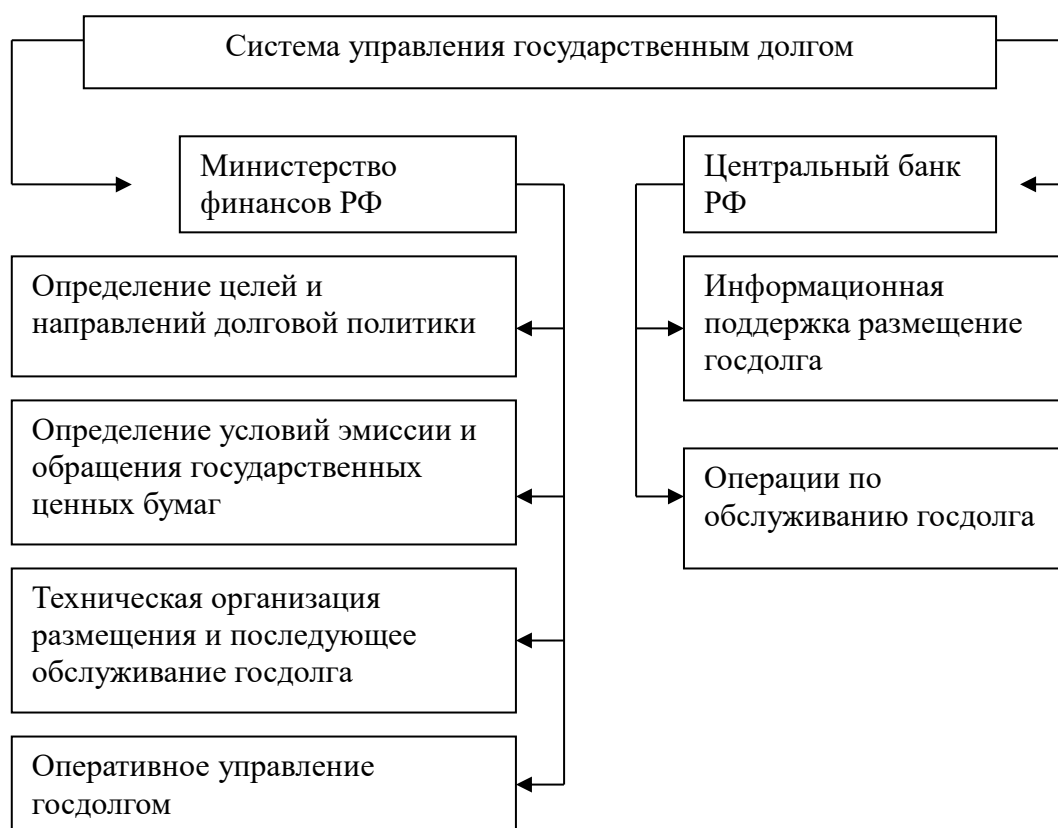 Система управления государственным долгом
Министерство
финансов РФ
Центральный банк
РФ
Определение целей и
направлений долговой политики
Определение условий эмиссии и
обращения государственных
ценных бумаг
Техническая организация
размещения и последующее
обслуживание госдолга
Оперативное управление
госдолгом
Информационная
поддержка размещение
госдолга
Операции по
обслуживанию госдолга